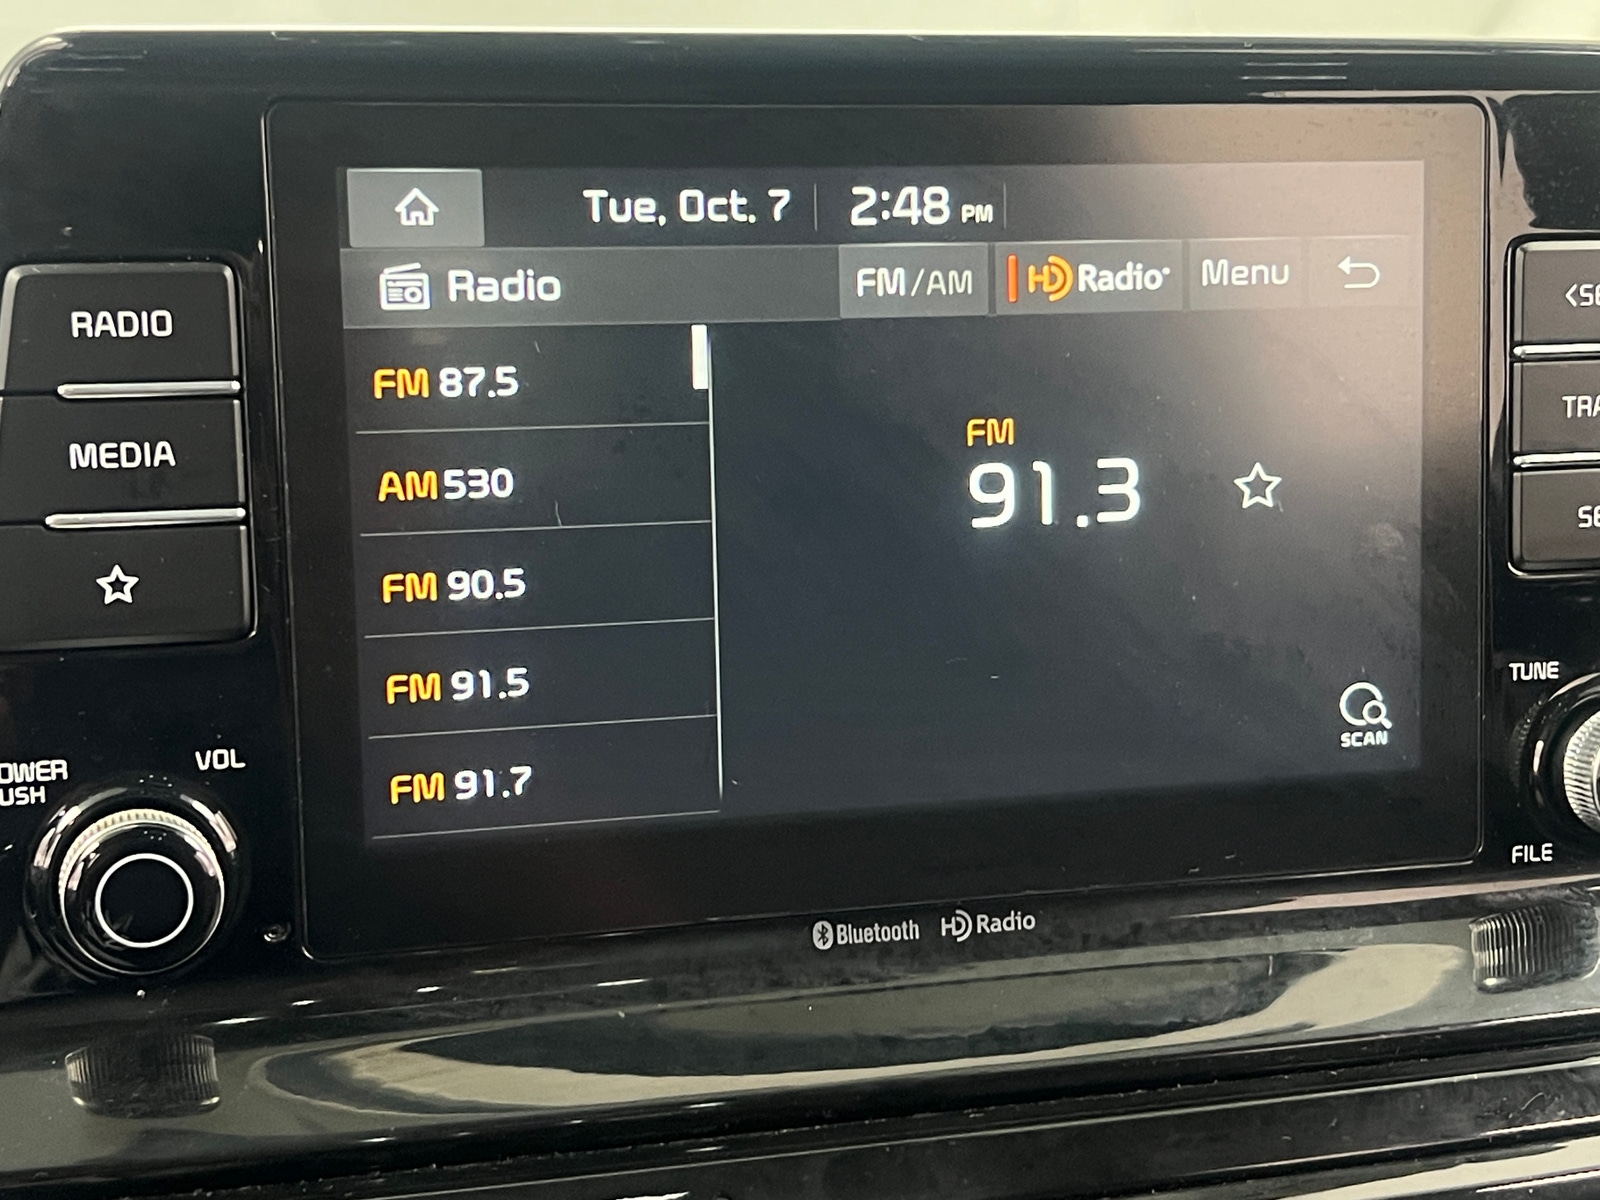 Tue, Oct. 7 2:48 PM
Radio FM/AM HD Radio Menu
FM 87.5
AM 530
FM 90.5
FM 91.5
FM 91.7
FM
91.3
SCAN
RADIO
MEDIA
VOL
TUNE
FILE
Bluetooth HD Radio